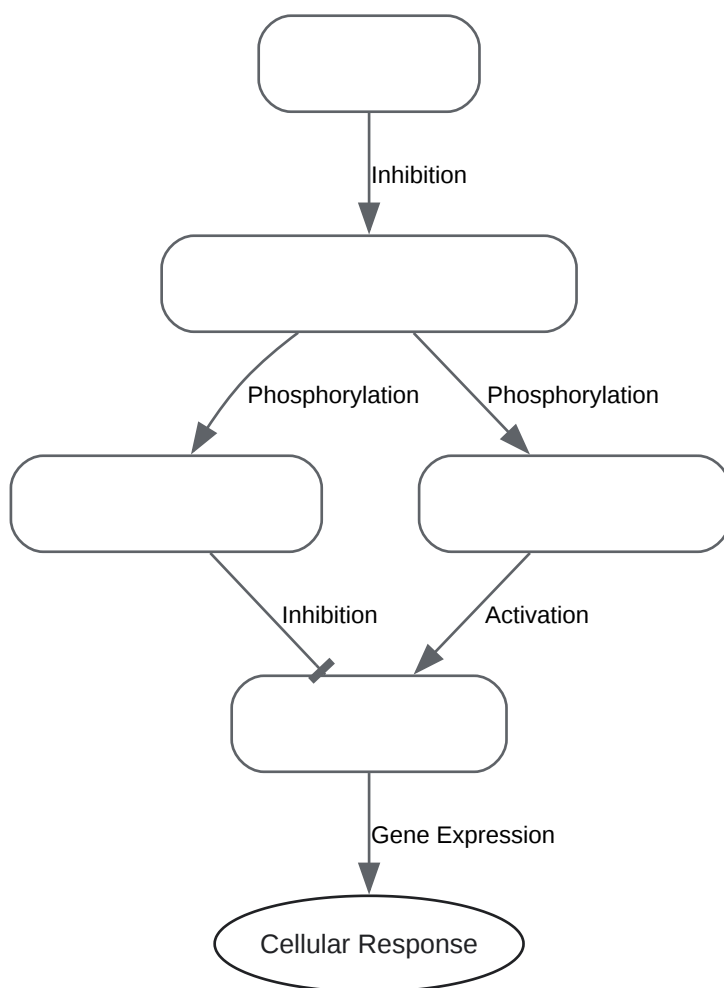 Inhibition
Phosphorylation
Phosphorylation
Inhibition
Activation
Gene Expression
Cellular Response